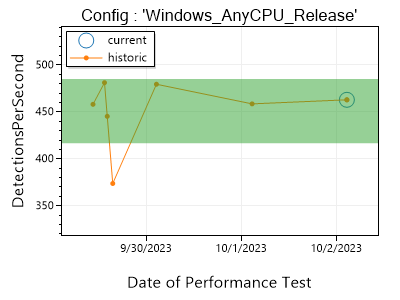 Config : 'Windows_AnyCPU_Release'
current
historic
DetectionsPerSecond
500
450
400
350
9/30/2023
10/1/2023
10/2/2023
Date of Performance Test